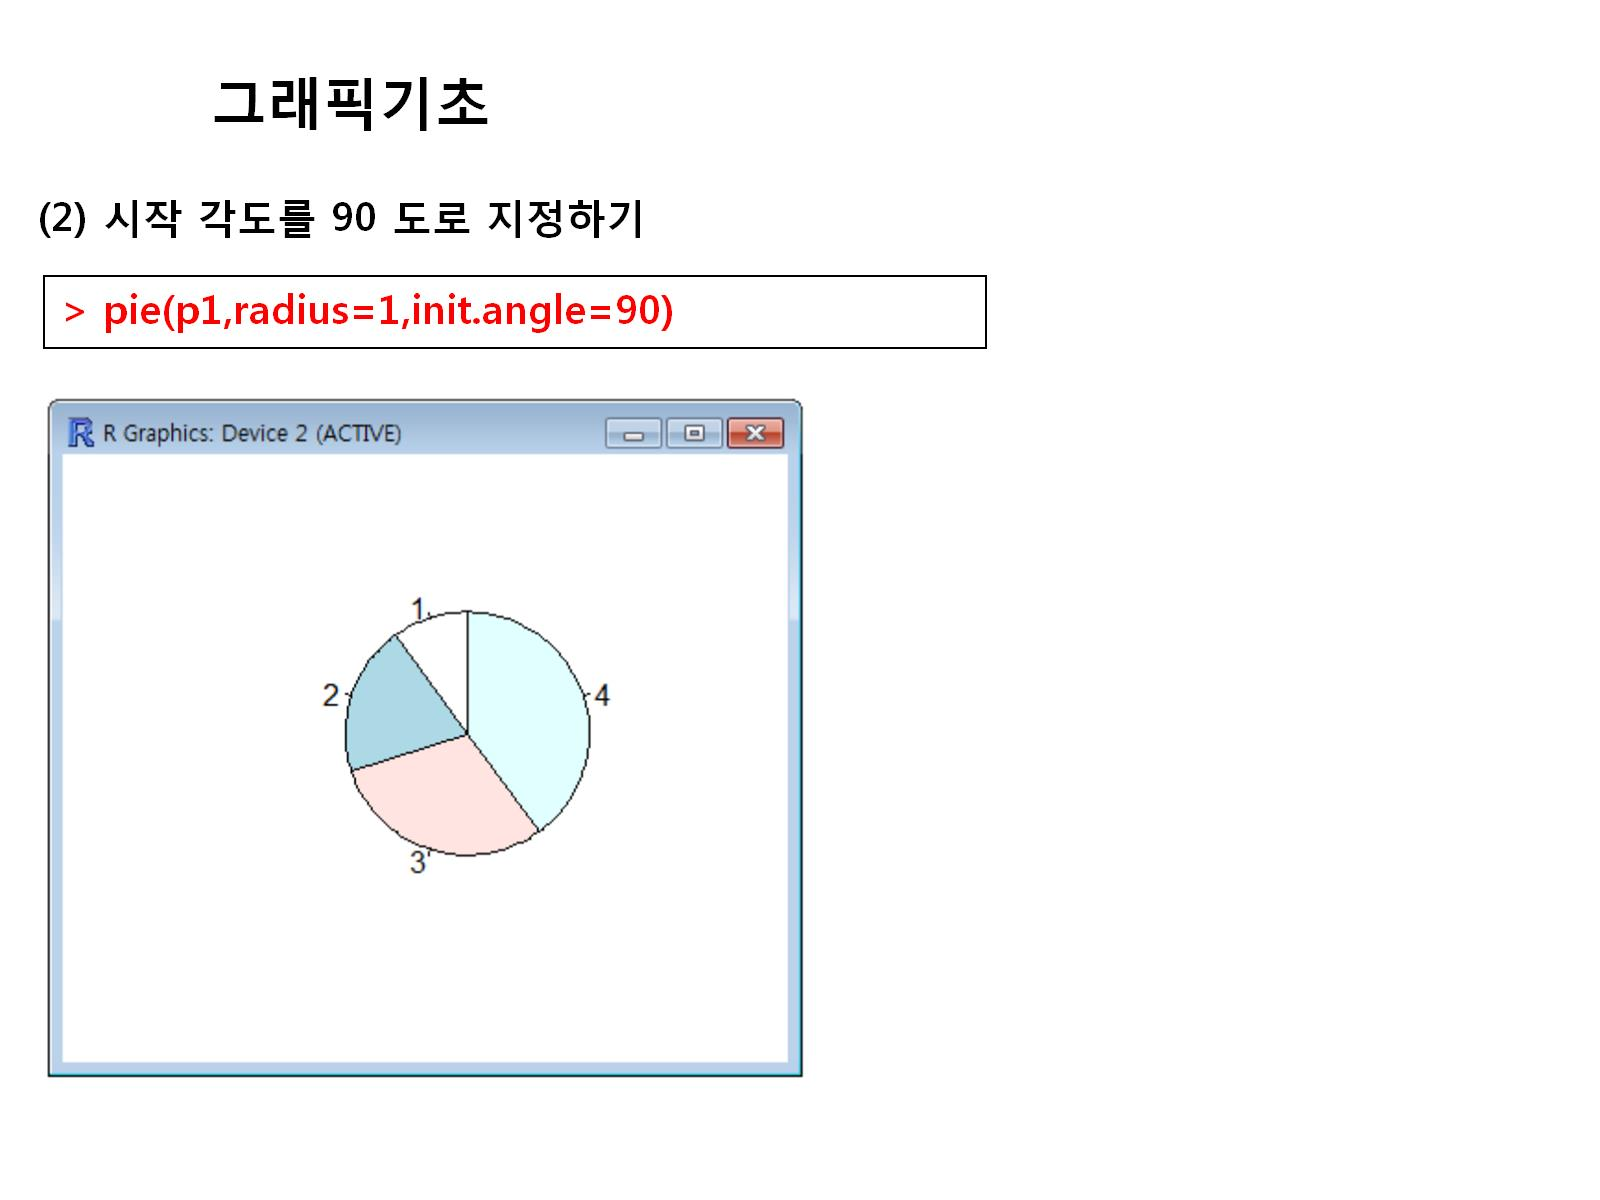 그래픽기초
(2) 시작 각도를 90 도로 지정하기
> pie(p1,radius=1,init.angle=90)
R Graphics: Device 2 (ACTIVE)
1
2
4
3